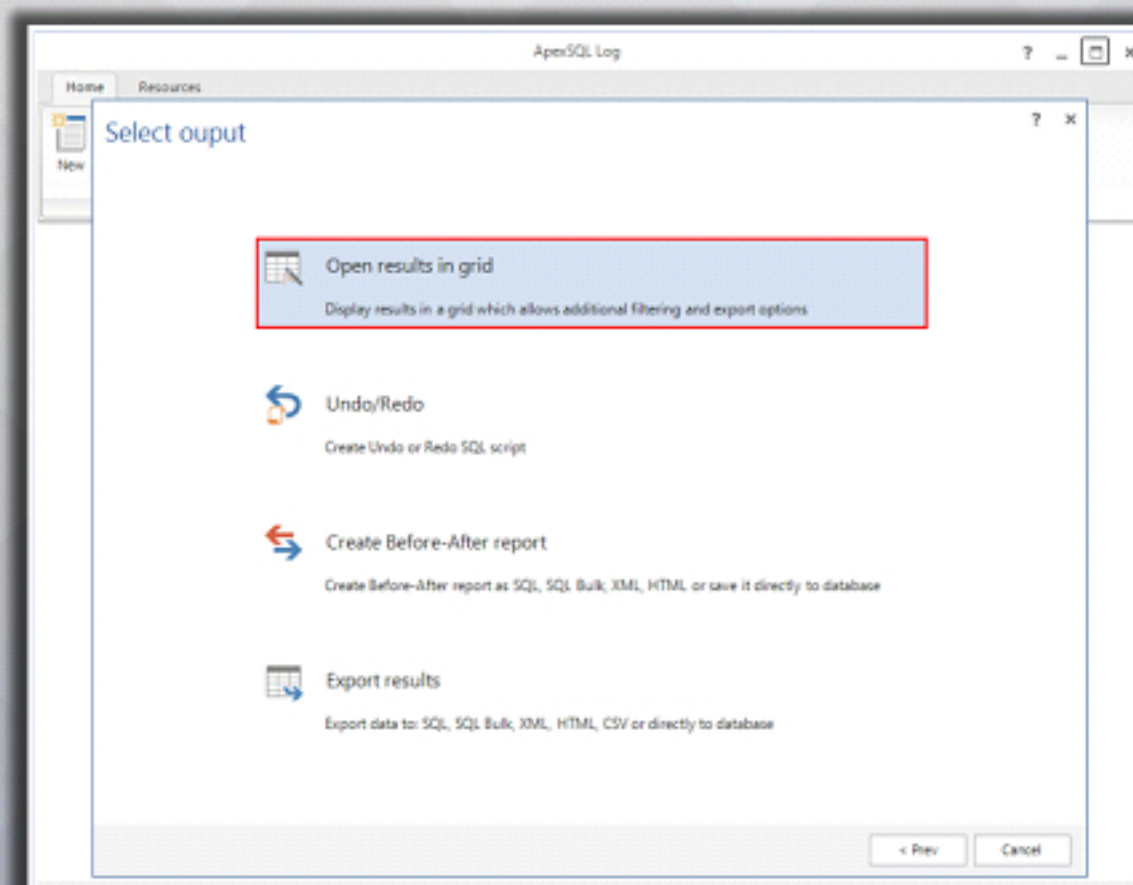 ApexSQL Log
?
Home Resources
New
Select ouput
? ×
Open results in grid
Display results in a grid which allows additional filtering and export options
Undo/Redo
Create Undo or Redo SQL script
Create Before-After report
Create Before-After report as SQL, SQL Bulk, XML, HTML or save it directly to database
Export results
Export data to: SQL, SQL Bulk, XML, HTML, CSV or directly to database
< Prev Cancel